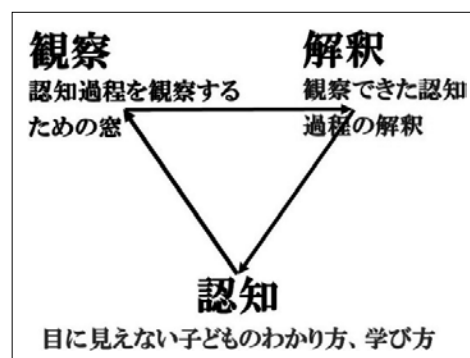 観察
認知過程を観察する
ための窓
解釈
観察できた認知
過程の解釈
認知
目に見えない子どものわかり方、学び方